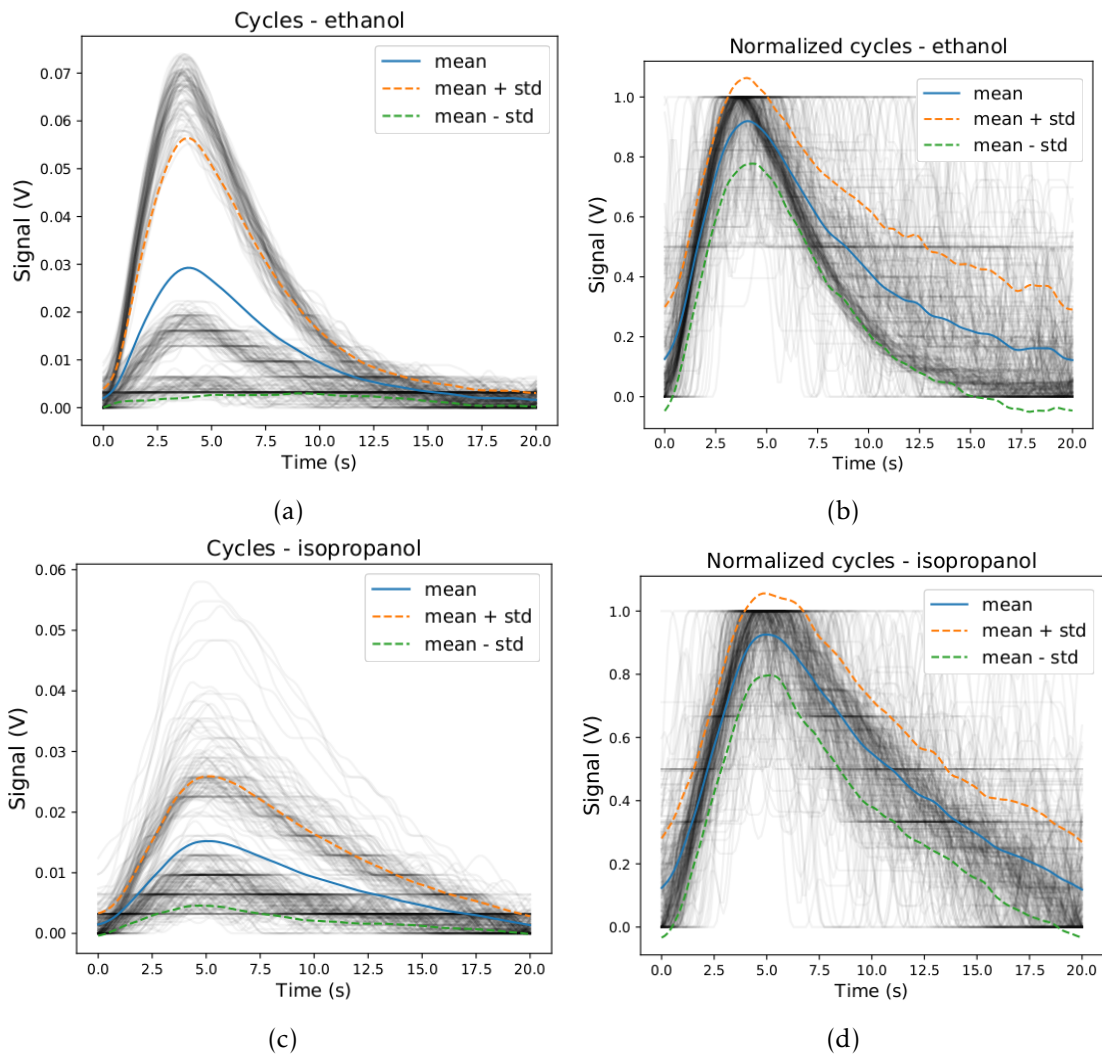 Cycles - ethanol
mean
mean + std
mean - std
Signal (V)
0.07
0.06
0.05
0.04
0.03
0.02
0.01
0.00
0.0 2.5 5.0 7.5 10.0 12.5 15.0 17.5 20.0
Time (s)
(a)
Normalized cycles - ethanol
mean
mean + std
mean - std
Signal (V)
1.0
0.8
0.6
0.4
0.2
0.0
0.0 2.5 5.0 7.5 10.0 12.5 15.0 17.5 20.0
Time (s)
(b)
Cycles - isopropanol
mean
mean + std
mean - std
Signal (V)
0.06
0.05
0.04
0.03
0.02
0.01
0.00
0.0 2.5 5.0 7.5 10.0 12.5 15.0 17.5 20.0
Time (s)
(c)
Normalized cycles - isopropanol
mean
mean + std
mean - std
Signal (V)
1.0
0.8
0.6
0.4
0.2
0.0
0.0 2.5 5.0 7.5 10.0 12.5 15.0 17.5 20.0
Time (s)
(d)